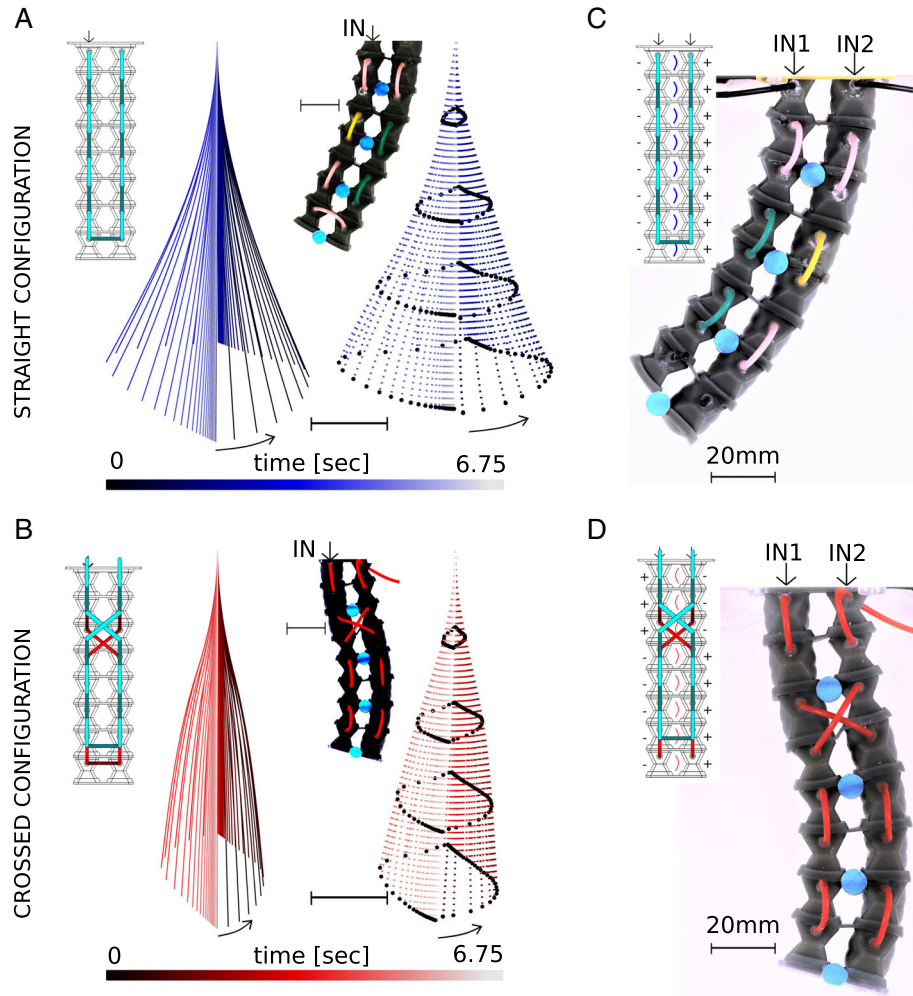 A
IN
STRAIGHT CONFIGURATION
0 time [sec] 6.75
B
IN
CROSSED CONFIGURATION
0 time [sec] 6.75
C
IN1 IN2
- +
- +
- +
- +
- +
- +
- +
- +
20mm
D
IN1 IN2
20mm